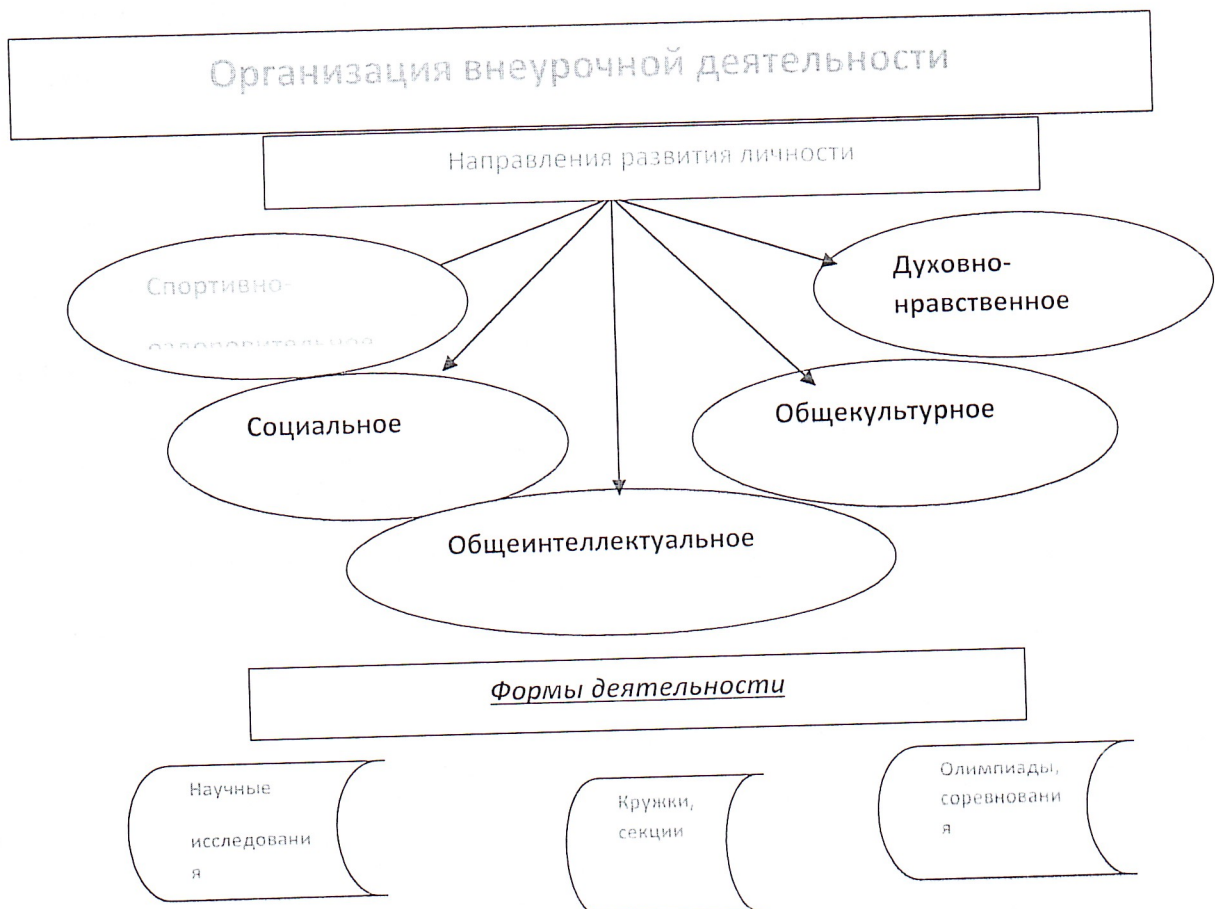 Организация внеурочной деятельности
Направления развития личности
Спортивно-
оздоровительное
Духовно-
нравственное
Социальное
Общекультурное
Общеинтеллектуальное
Формы деятельности
Научные
исследовани
я
Кружки,
секции
Олимпиады,
соревновани
я